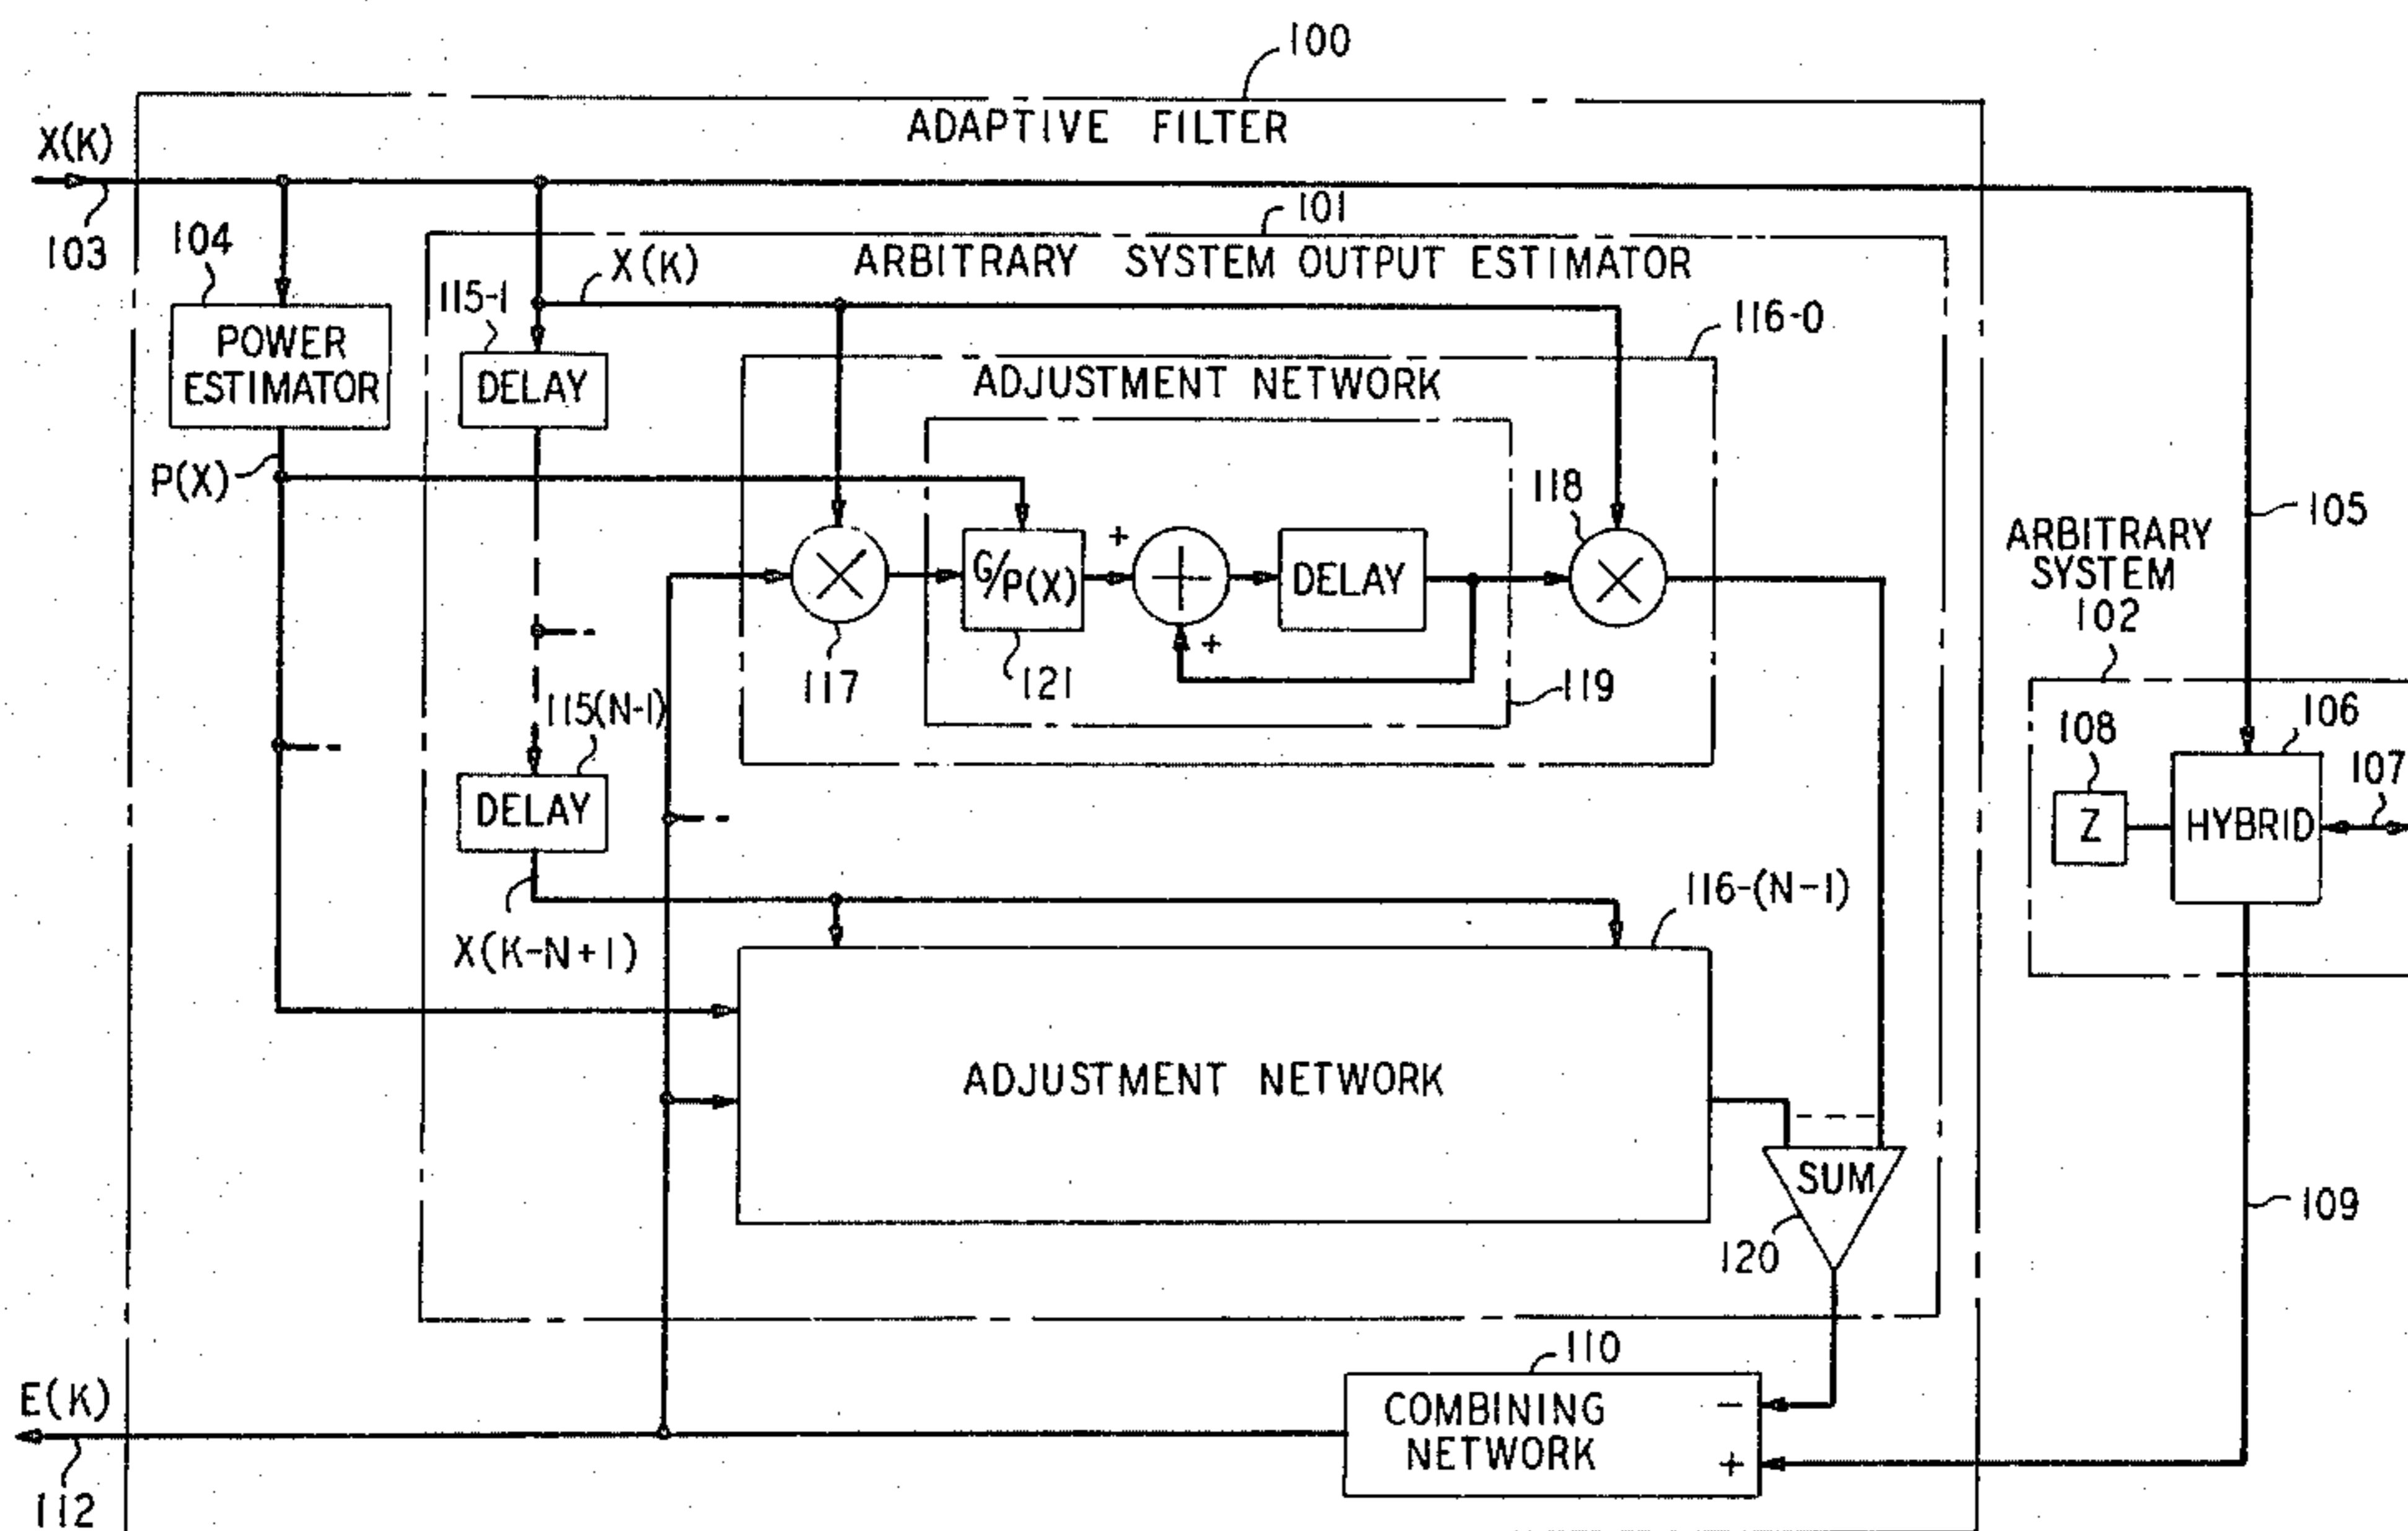 100
ADAPTIVE FILTER
X(K)
103
104
POWER
ESTIMATOR
P(X)
101
ARBITRARY SYSTEM OUTPUT ESTIMATOR
X(K)
115-1
DELAY
116-0
ADJUSTMENT NETWORK
117
G/P(X)
121
+
+
DELAY
118
119
105
ARBITRARY
SYSTEM
102
108
Z
106
HYBRID
107
115(N-1)
DELAY
X(K-N+1)
116-(N-1)
ADJUSTMENT NETWORK
SUM
120
109
110
COMBINING
NETWORK
-
+
E(K)
112